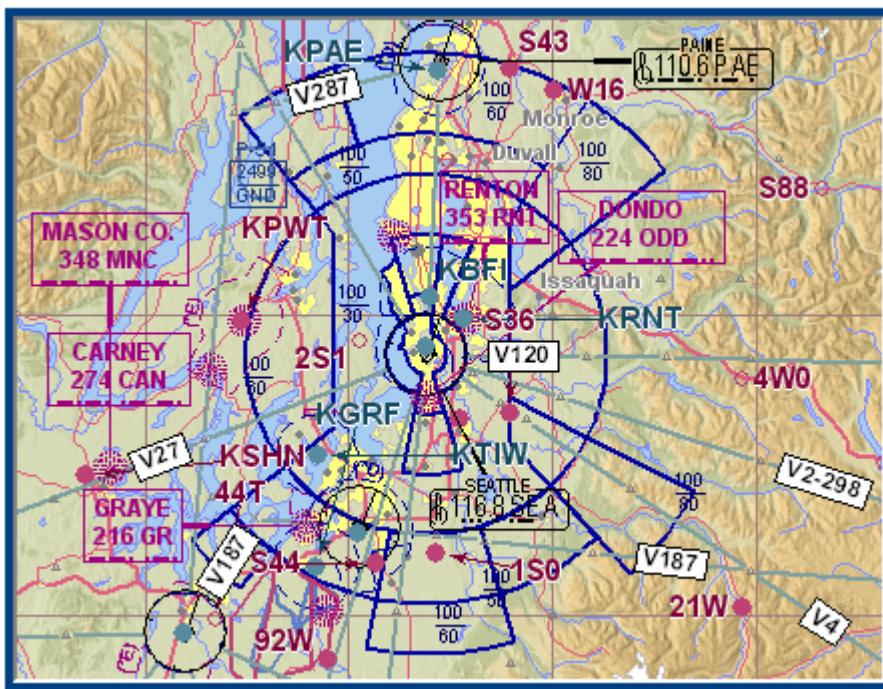 KPAE
S43
PAINE
110.6 PAE
V287
100
60
W16
Monroe
P-51
2499
GND
100
50
Duvall
100
80
RENTON
353 RNT
DONDO
224 ODD
S88
MASON CO.
348 MNC
KPWT
KBFI
Issaquah
100
30
S36
KRNT
CARNEY
274 CAN
2S1
V120
4W0
KGRF
V27
KSHN
KTIW
V2-298
44T
SEATTLE
116.8 SEA
100
80
GRAYE
216 GR
V187
S44
1S0
V187
21W
100
60
V4
92W